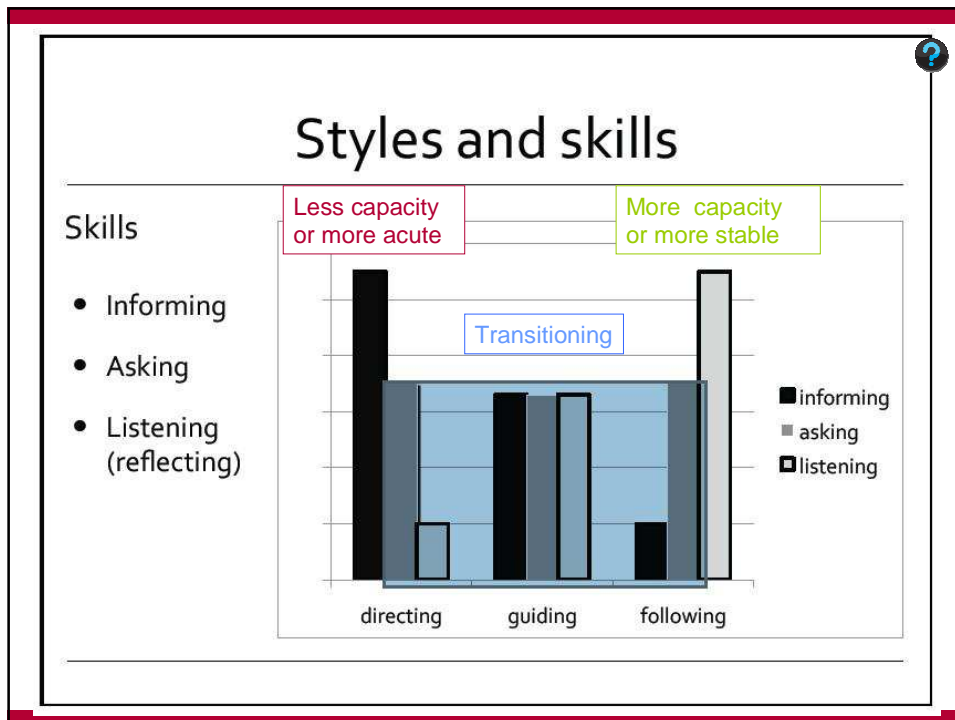 ?
Styles and skills
Skills
Less capacity
or more acute
More capacity
or more stable
• Informing
• Asking
• Listening
(reflecting)
Transitioning
informing
asking
listening
directing guiding following